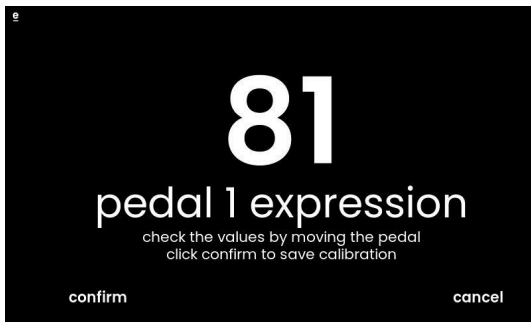 e
81
pedal 1 expression
check the values by moving the pedal
click confirm to save calibration
confirm
cancel